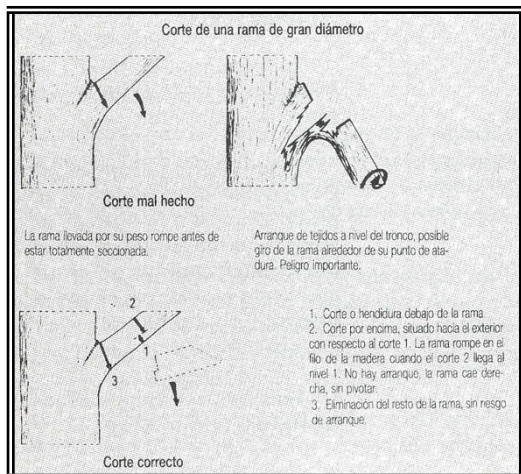 Corte de una rama de gran diámetro
Corte mal hecho
La rama llevada por su peso rompe antes de
estar totalmente seccionada.
Arranque de tejidos a nivel del tronco, posible
giro de la rama alrededor de su punto de ata-
dura. Peligro importante.
2
1
3
1. Corte o hendidura debajo de la rama.
2. Corte por encima, situado hacia el exterior
con respecto al corte 1. La rama rompe en el
filo de la madera cuando el corte 2 llega al
nivel 1. No hay arranque, la rama cae dere-
cha, sin pivotar.
3. Eliminación del resto de la rama, sin riesgo
de arranque.
Corte correcto